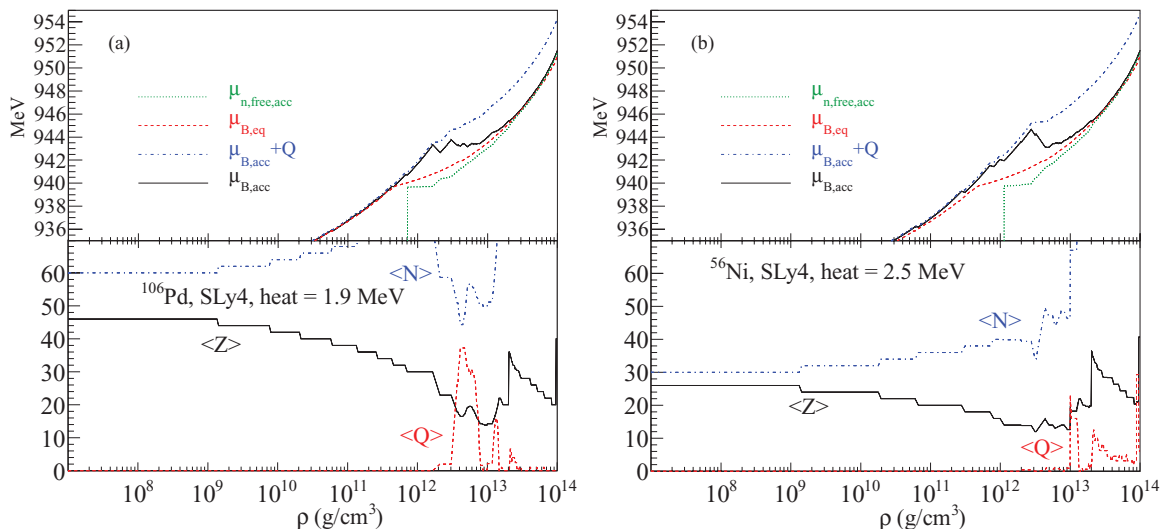 954
952
950
948
946
944
942
940
938
936
MeV
(a)
μn,free,acc
μB,eq
μB,acc+Q
μB,acc
60
50
40
30
20
10
0
<N>
106Pd, SLy4, heat = 1.9 MeV
<Z>
<Q>
10^8 10^9 10^10 10^11 10^12 10^13 10^14
ρ (g/cm3)
954
952
950
948
946
944
942
940
938
936
MeV
(b)
μn,free,acc
μB,eq
μB,acc+Q
μB,acc
60
50
40
30
20
10
0
56Ni, SLy4, heat = 2.5 MeV
<N>
<Z>
<Q>
10^8 10^9 10^10 10^11 10^12 10^13 10^14
ρ (g/cm3)